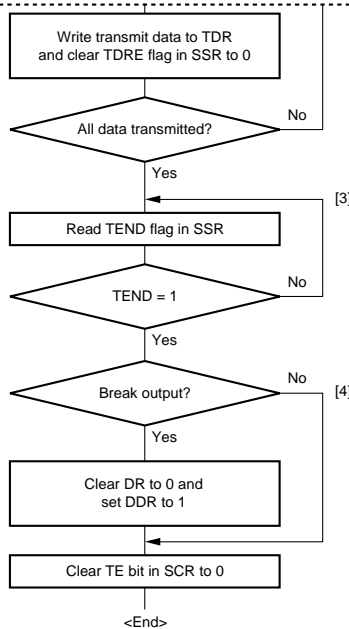 Write transmit data to TDR
and clear TDRE flag in SSR to 0
No
All data transmitted?
Yes
[3]
Read TEND flag in SSR
No
TEND = 1
Yes
No
Break output?
[4]
Yes
Clear DR to 0 and
set DDR to 1
Clear TE bit in SCR to 0
<End>